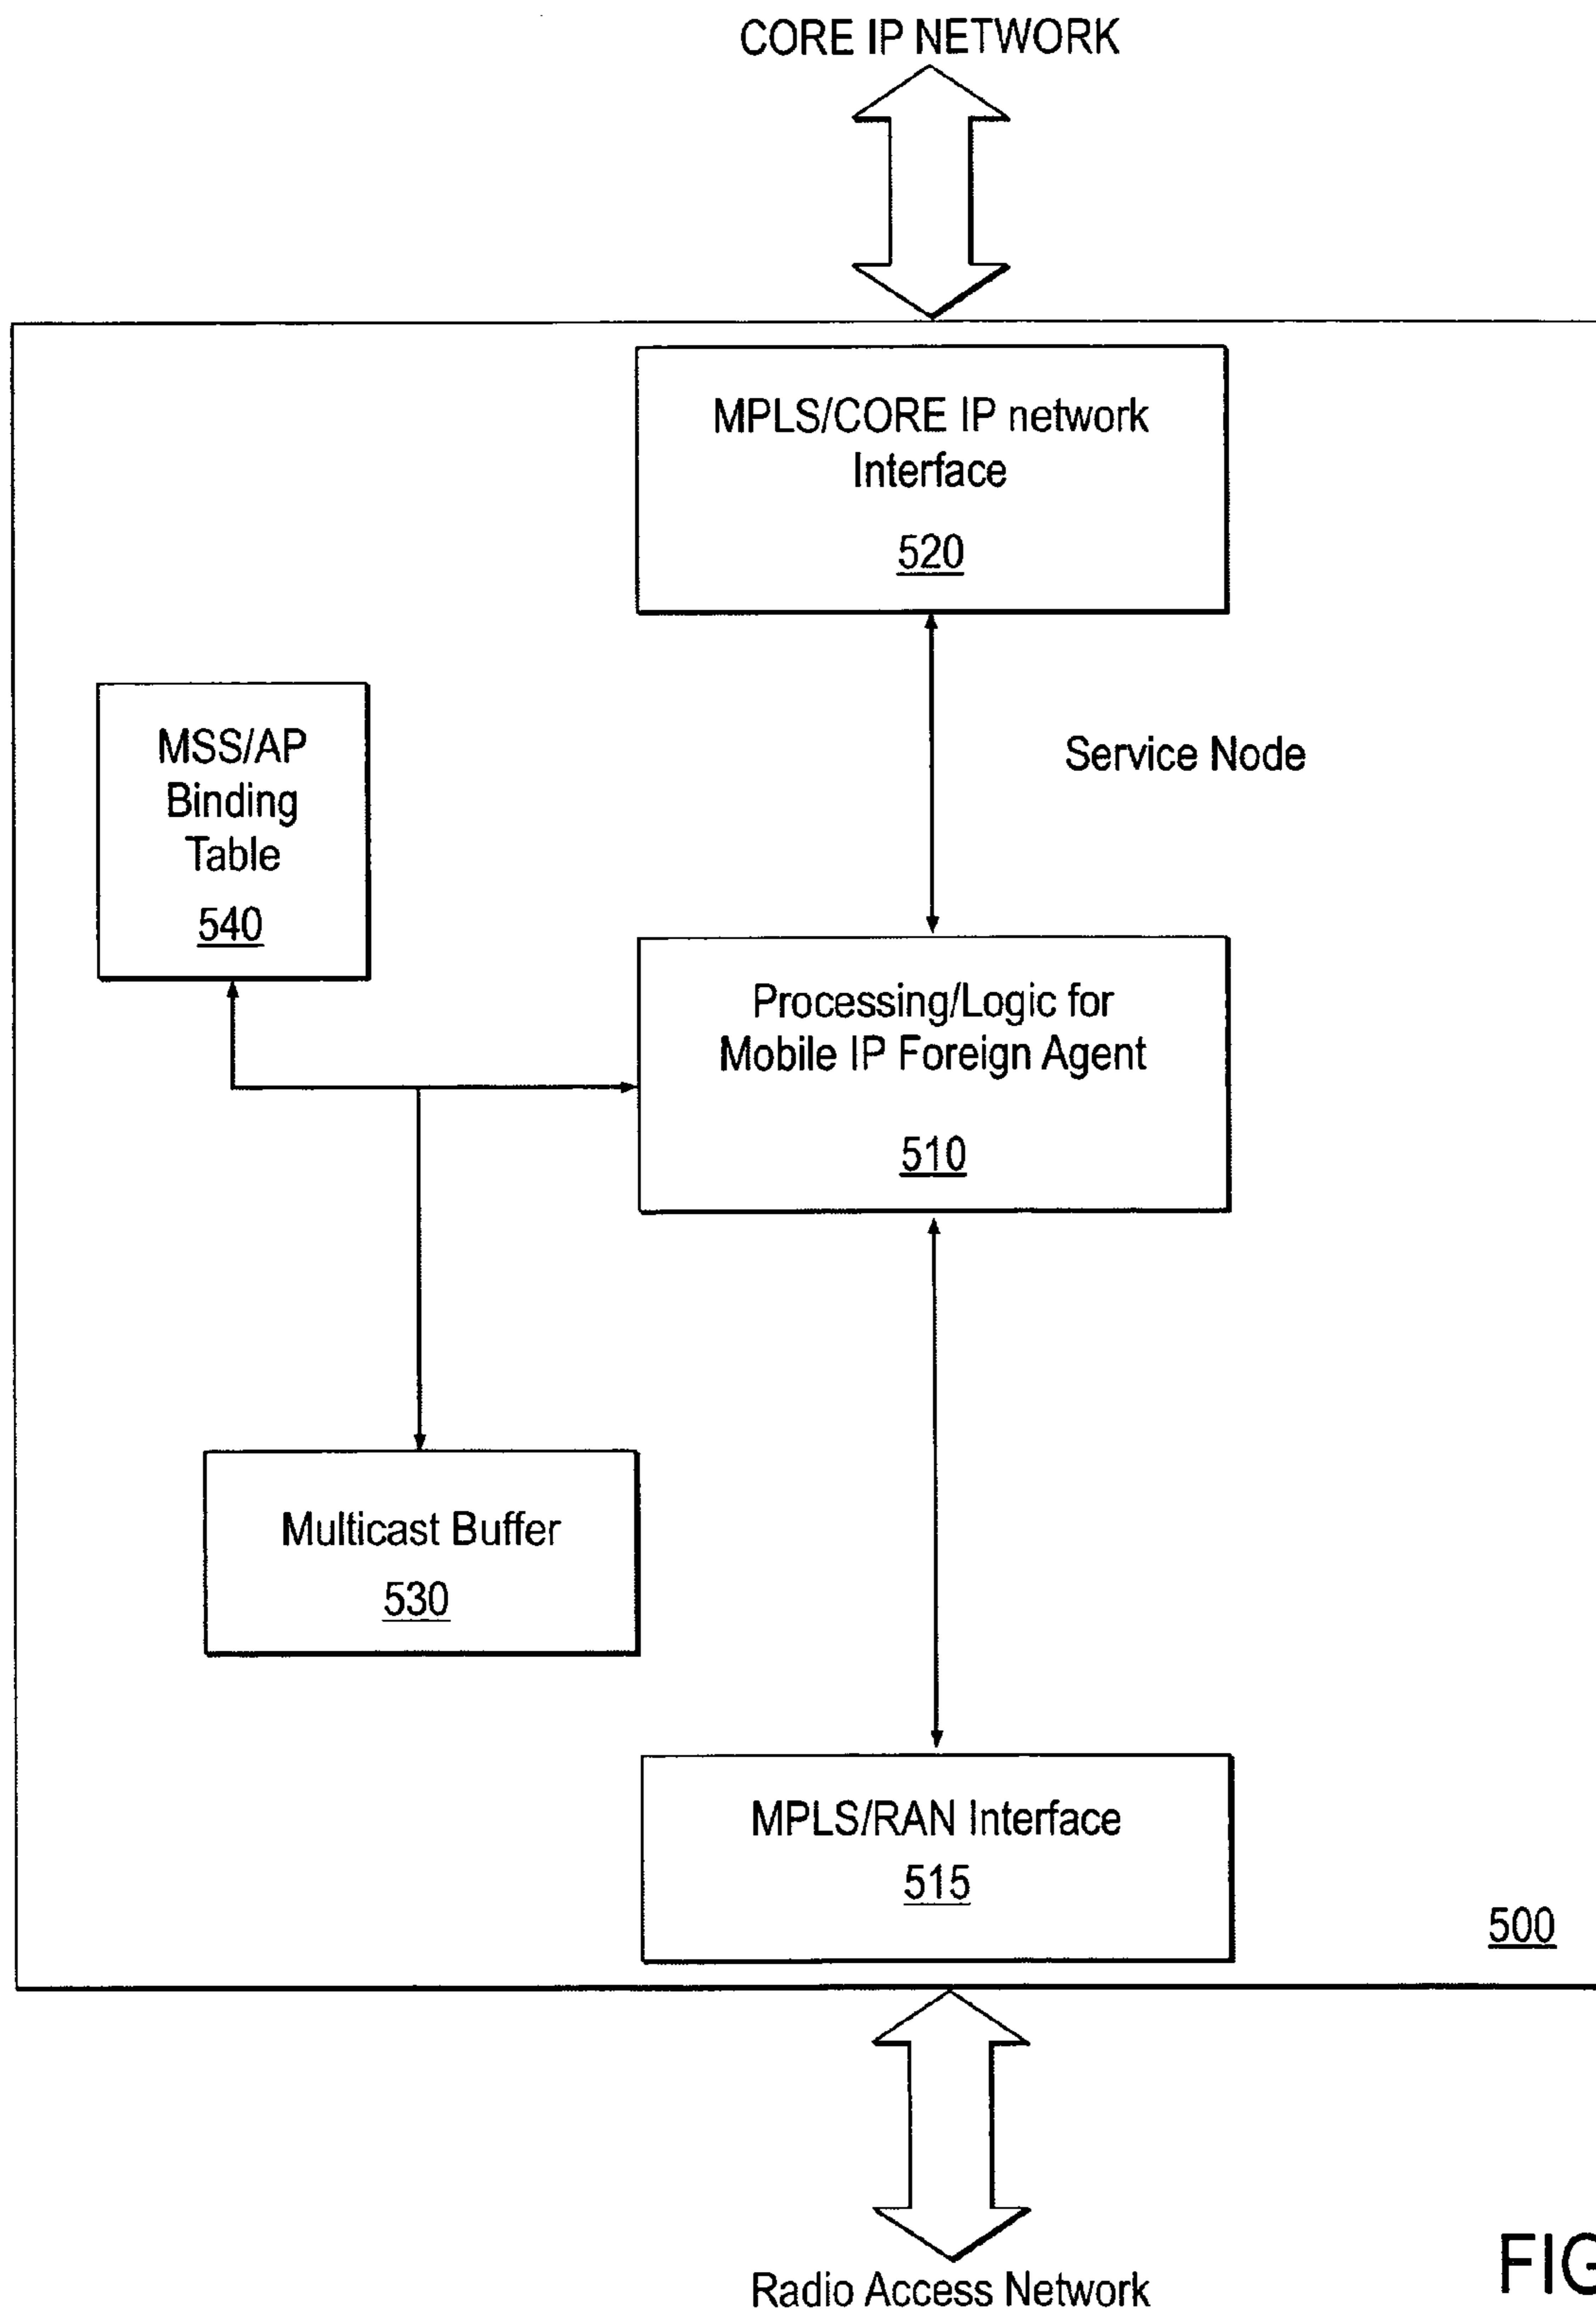 CORE IP NETWORK
MPLS/CORE IP network
Interface
520
MSS/AP
Binding
Table
540
Service Node
Processing/Logic for
Mobile IP Foreign Agent
510
Multicast Buffer
530
MPLS/RAN Interface
515
500
Radio Access Network
FIG